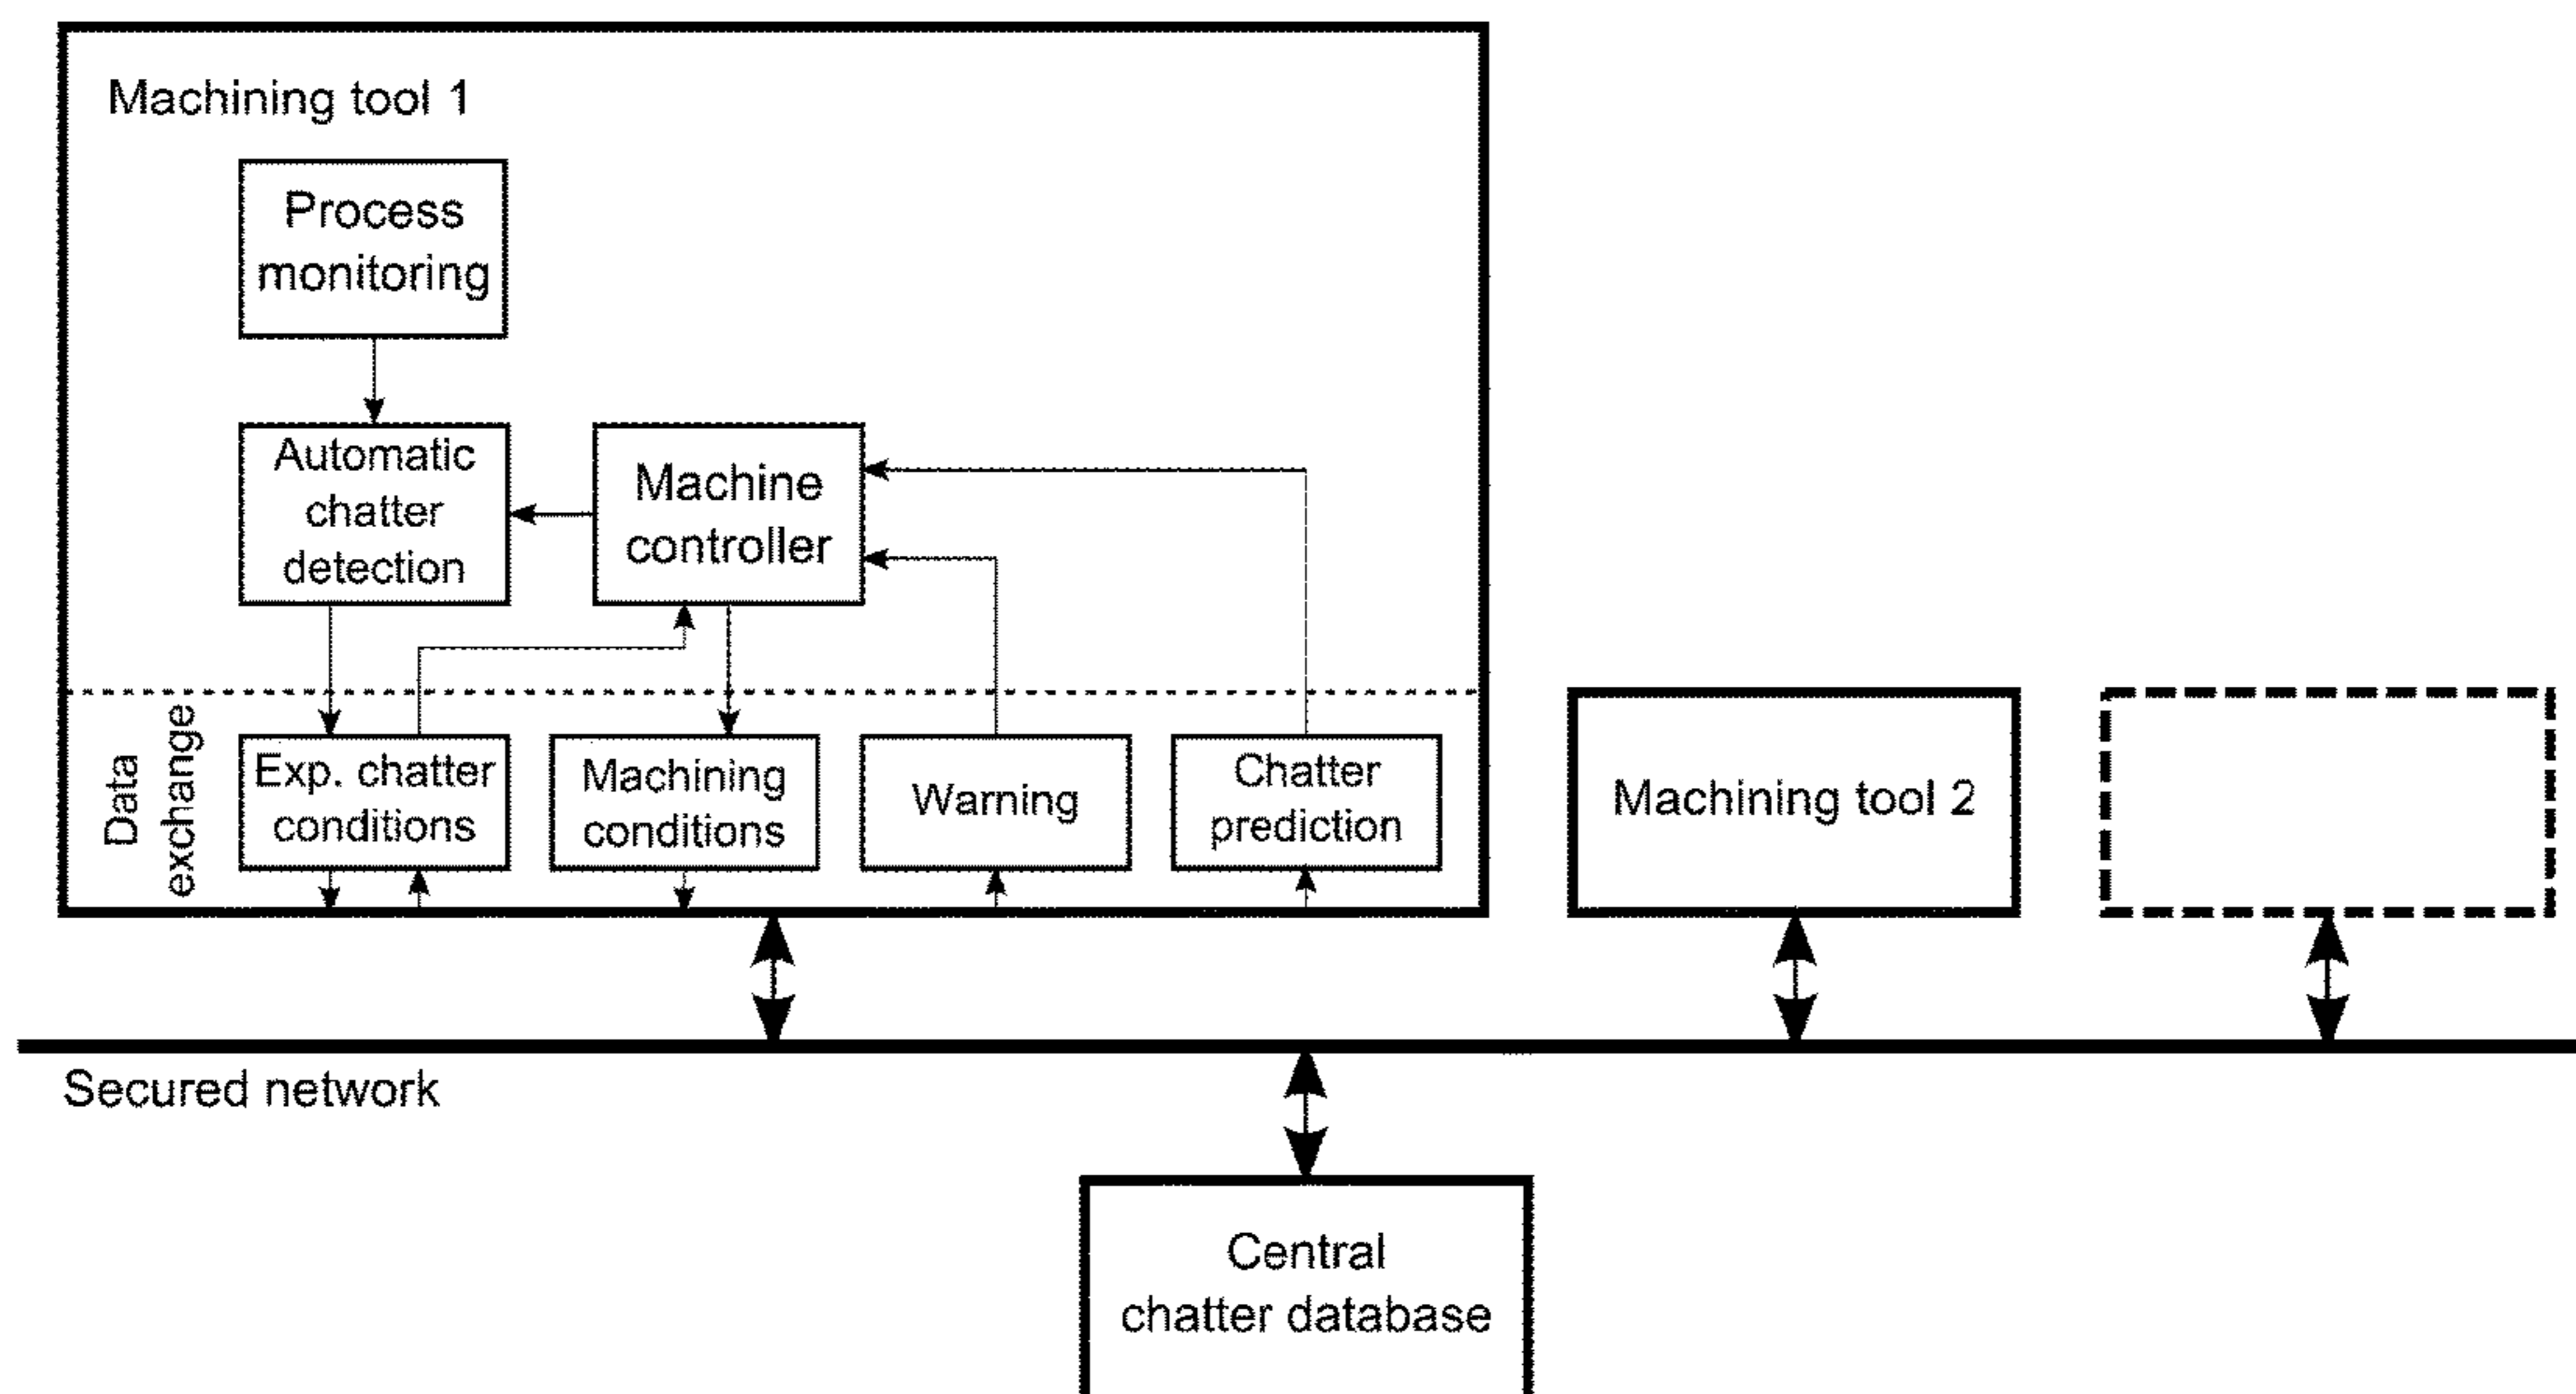 Machining tool 1
Process
monitoring
Automatic
chatter
detection
Machine
controller
Data
exchange
Exp. chatter
conditions
Machining
conditions
Warning
Chatter
prediction
Machining tool 2
Secured network
Central
chatter database